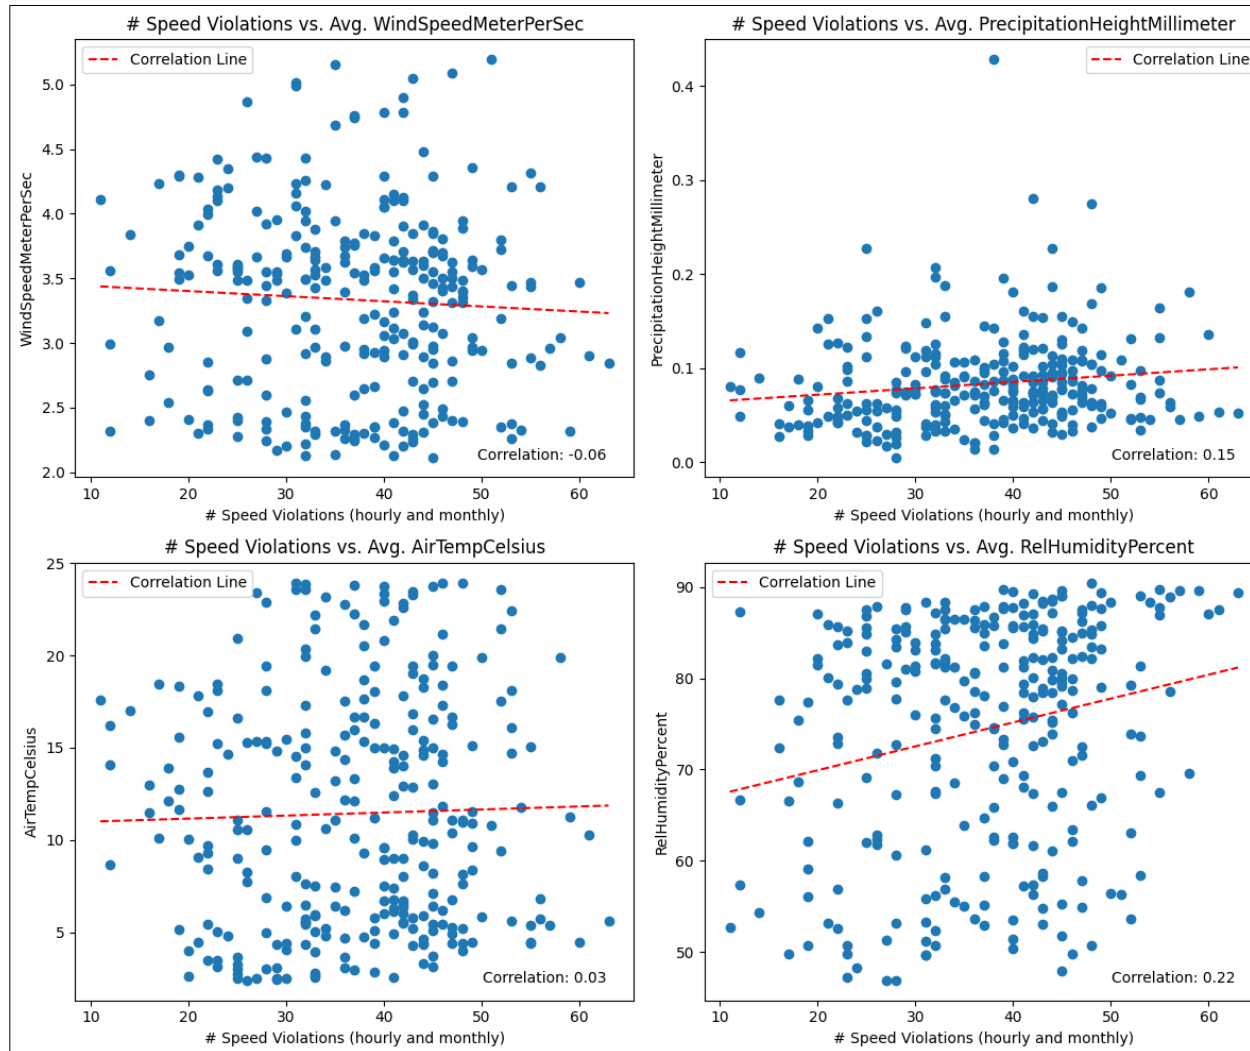 # Speed Violations vs. Avg. WindSpeedMeterPerSec
Correlation Line
WindSpeedMeterPerSec
5.0
4.5
4.0
3.5
3.0
2.5
2.0
Correlation: -0.06
10 20 30 40 50 60
# Speed Violations (hourly and monthly)
# Speed Violations vs. Avg. PrecipitationHeightMillimeter
Correlation Line
PrecipitationHeightMillimeter
0.4
0.3
0.2
0.1
0.0
Correlation: 0.15
10 20 30 40 50 60
# Speed Violations (hourly and monthly)
# Speed Violations vs. Avg. AirTempCelsius
Correlation Line
AirTempCelsius
25
20
15
10
5
Correlation: 0.03
10 20 30 40 50 60
# Speed Violations (hourly and monthly)
# Speed Violations vs. Avg. RelHumidityPercent
Correlation Line
RelHumidityPercent
90
80
70
60
50
Correlation: 0.22
10 20 30 40 50 60
# Speed Violations (hourly and monthly)